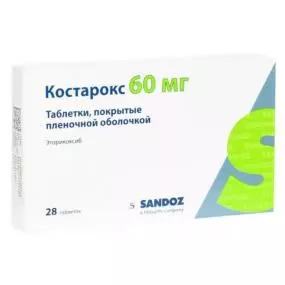 Костарокс 60 мг
Таблетки, покрытые
пленочной оболочкой
Эторикоксиб
28 таблеток
SANDOZ
a Novartis company